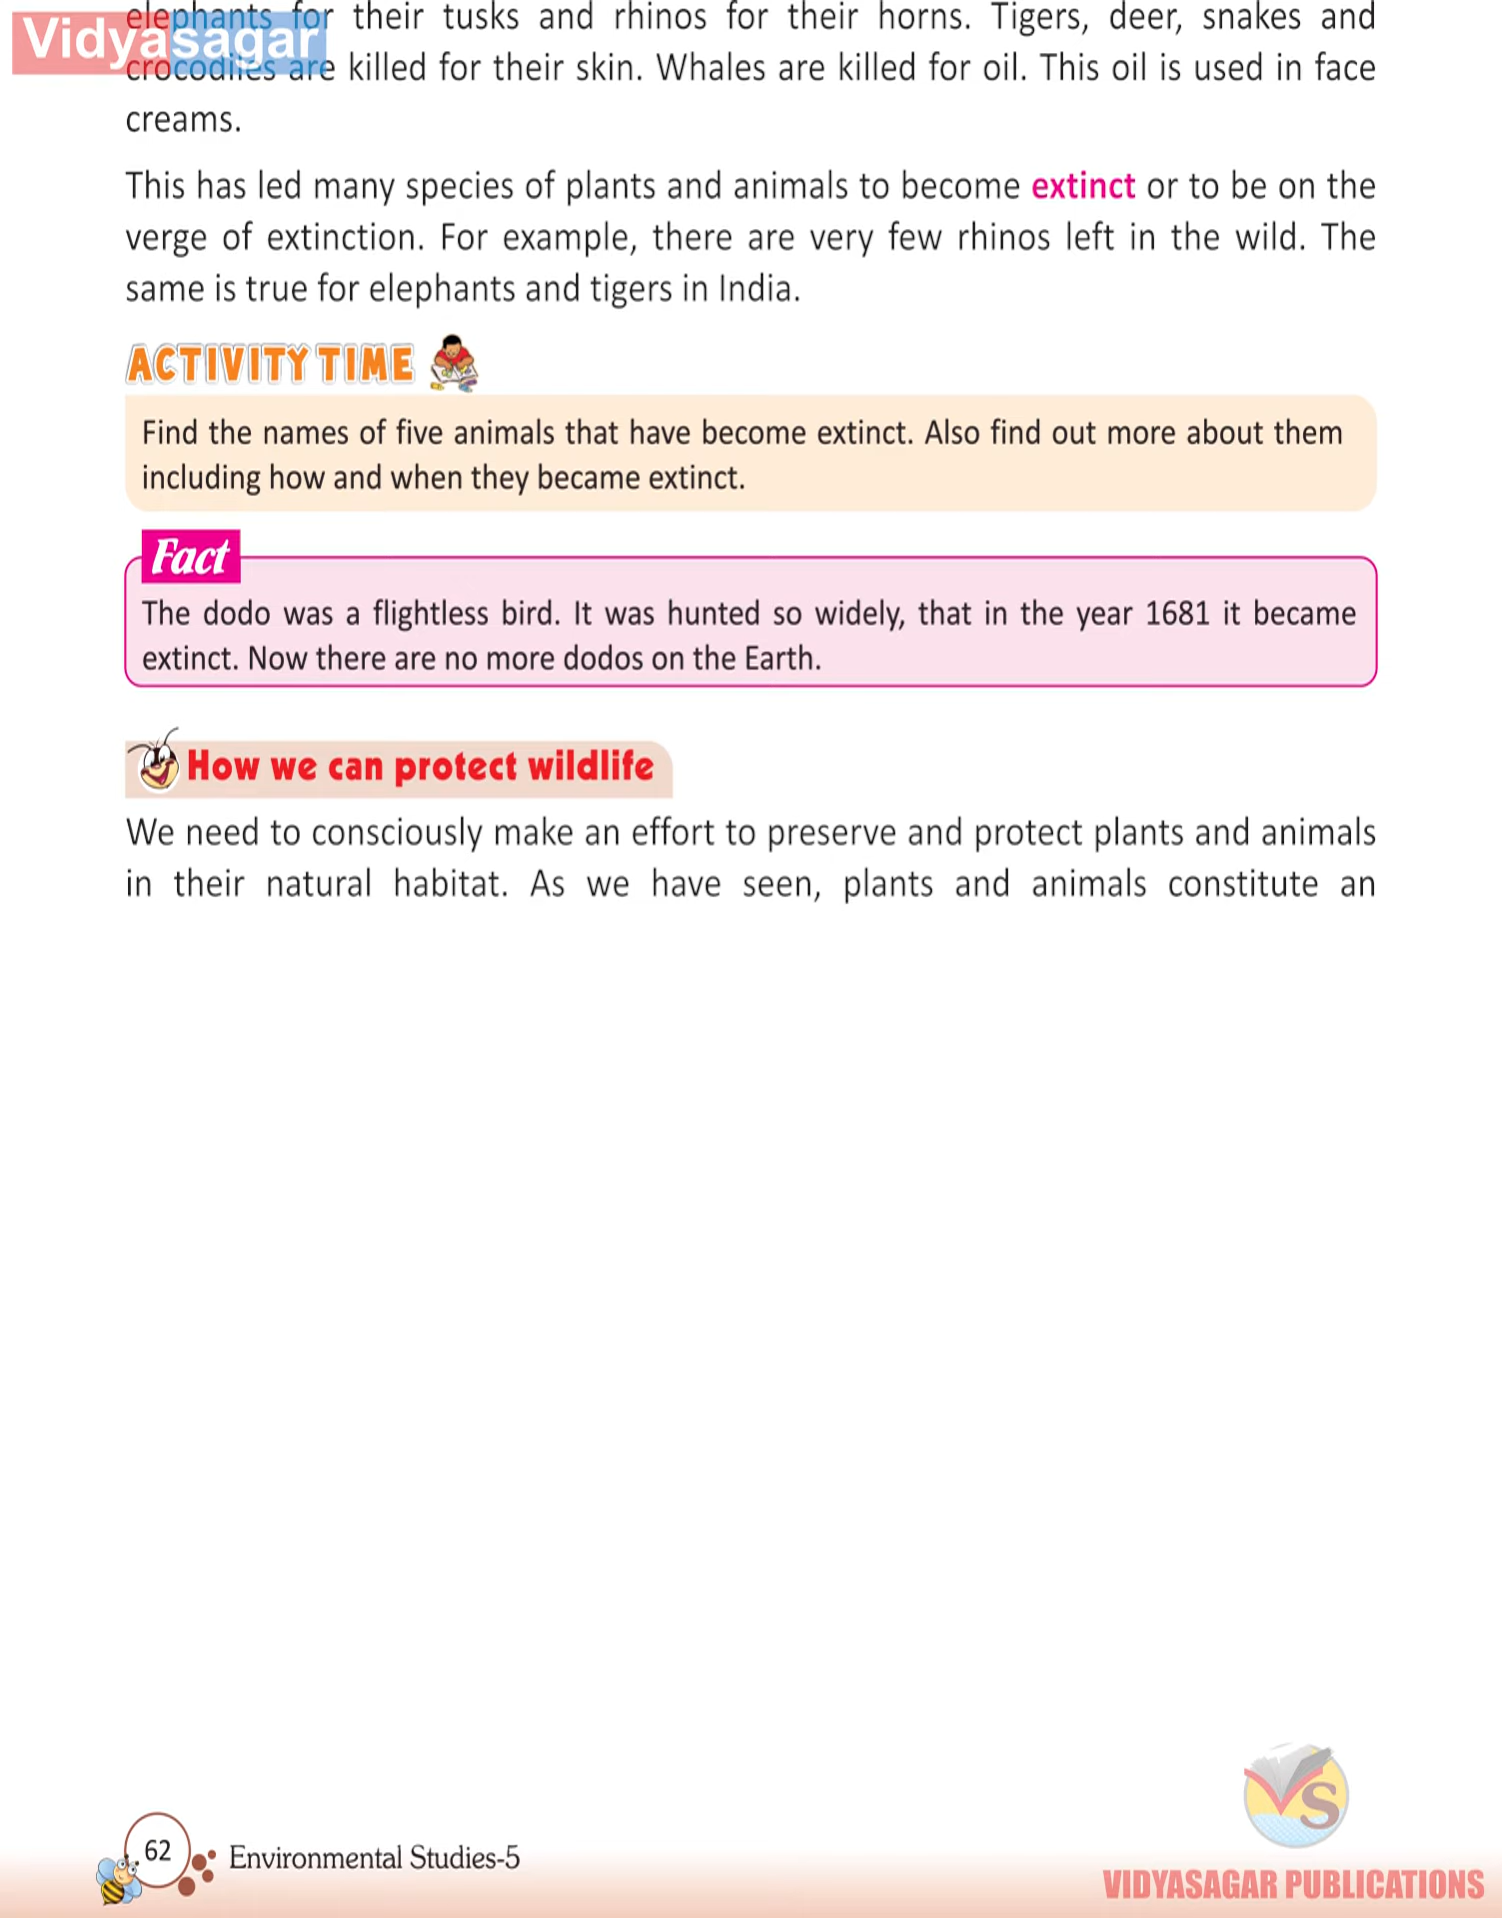 Vidyasagar
elephants for their tusks and rhinos for their horns. Tigers, deer, snakes and
crocodiles are killed for their skin. Whales are killed for oil. This oil is used in face
creams.
This has led many species of plants and animals to become extinct or to be on the
verge of extinction. For example, there are very few rhinos left in the wild. The
same is true for elephants and tigers in India.
ACTIVITY TIME
Find the names of five animals that have become extinct. Also find out more about them
including how and when they became extinct.
Fact
The dodo was a flightless bird. It was hunted so widely, that in the year 1681 it became
extinct. Now there are no more dodos on the Earth.
How we can protect wildlife
We need to consciously make an effort to preserve and protect plants and animals
in their natural habitat. As we have seen, plants and animals constitute an
VS
62 Environmental Studies-5
VIDYASAGAR PUBLICATIONS